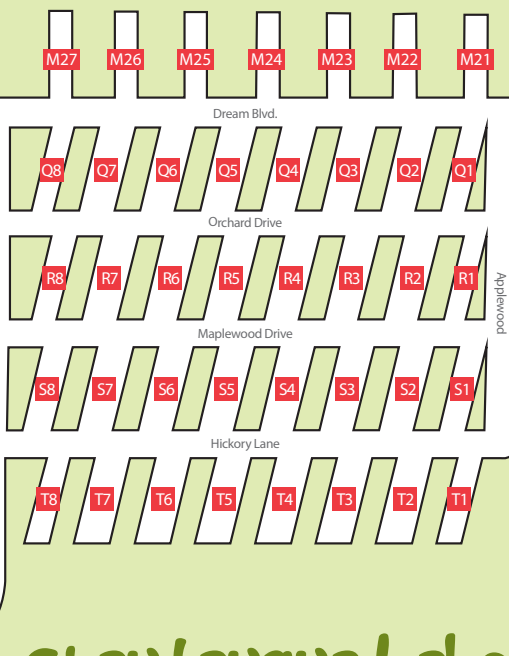 M27 M26 M25 M24 M23 M22 M21
Dream Blvd.
Q8 Q7 Q6 Q5 Q4 Q3 Q2 Q1
Orchard Drive
R8 R7 R6 R5 R4 R3 R2 R1
Applewood
Maplewood Drive
S8 S7 S6 S5 S4 S3 S2 S1
Hickory Lane
T8 T7 T6 T5 T4 T3 T2 T1